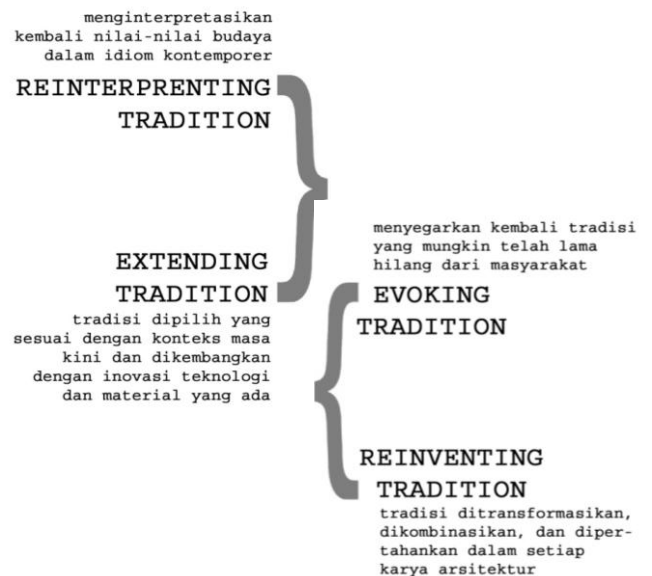 menginterpretasikan
kembali nilai-nilai budaya
dalam idiom kontemporer
REINTERPRENTING
TRADITION
EXTENDING
TRADITION
tradisi dipilih yang
sesuai dengan konteks masa
kini dan dikembangkan
dengan inovasi teknologi
dan material yang ada
menyegarkan kembali tradisi
yang mungkin telah lama
hilang dari masyarakat
EVOKING
TRADITION
REINVENTING
TRADITION
tradisi ditransformasikan,
dikombinasikan, dan diper-
tahankan dalam setiap
karya arsitektur